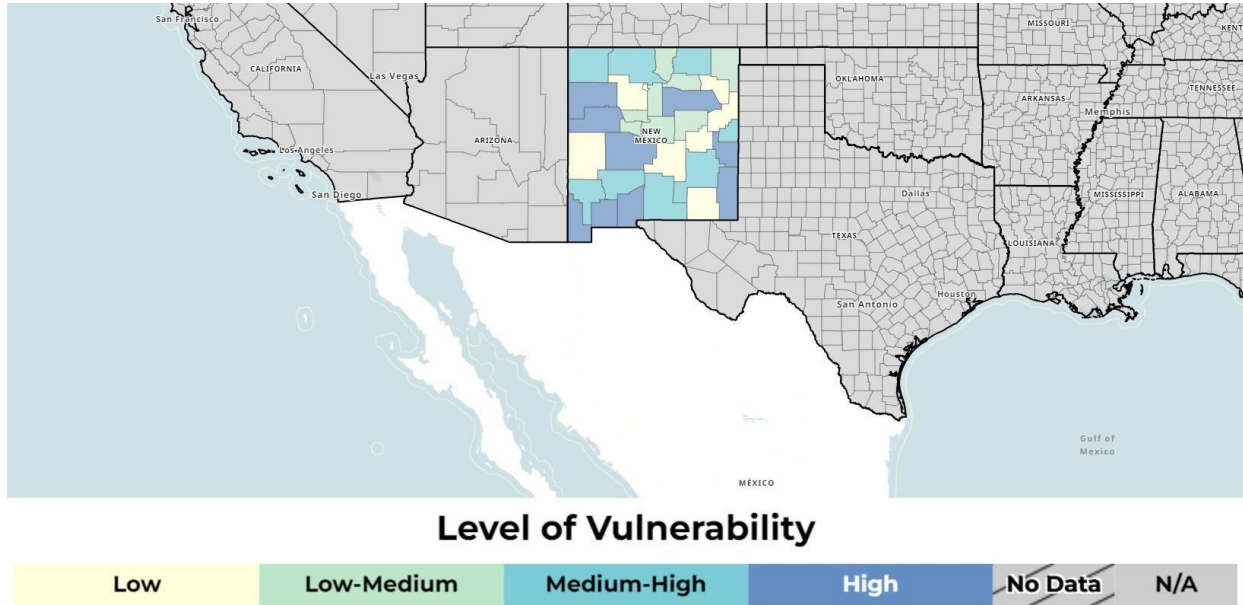 San Francisco
MISSOURI
KENT
CALIFORNIA
Las Vegas
OKLAHOMA
TENNESSEE
ARKANSAS
Memphis
NEW
MEXICO
ARIZONA
Los Angeles
San Diego
Dallas
MISSISSIPPI
ALABAMA
TEXAS
LOUISIANA
San Antonio
Houston
Gulf of
Mexico
MÉXICO
Level of Vulnerability
Low
Low-Medium
Medium-High
High
No Data
N/A